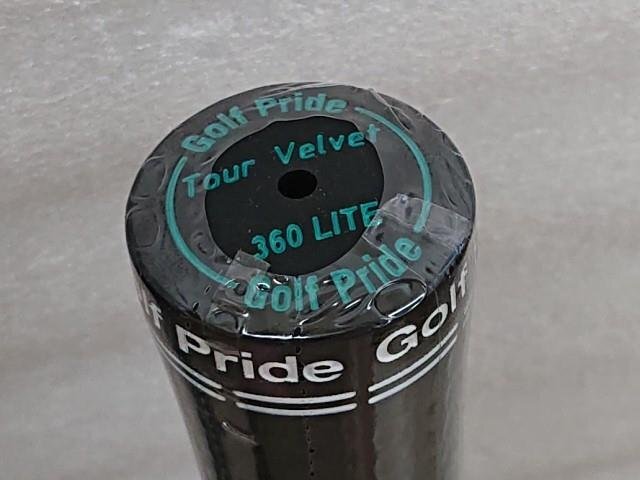 Golf Pride
Tour Velvet
360 LITE
Golf Pride
Pride Golf